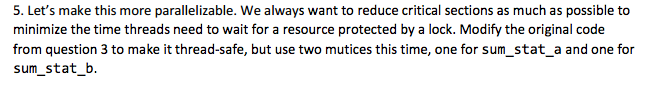 5. Let's make this more parallelizable. We always want to reduce critical sections as much as possible to
minimize the time threads need to wait for a resource protected by a lock. Modify the original code
from question 3 to make it thread-safe, but use two mutices this time, one for sum_stat_a and one for
sum_stat_b.